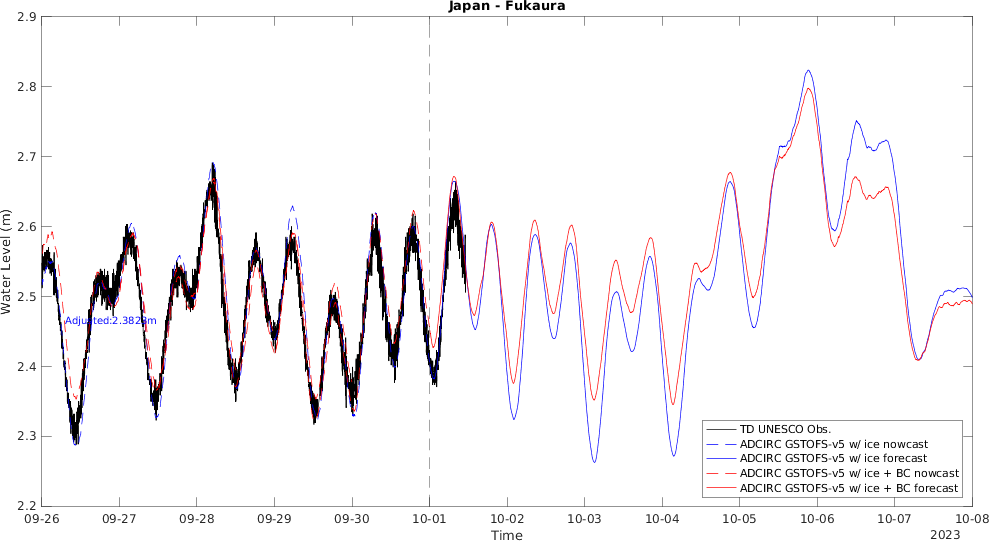 Japan - Fukaura
Water Level (m)
2.9
2.8
2.7
2.6
2.5
2.4
2.3
2.2
Adjusted:2.382m
TD UNESCO Obs.
ADCIRC GSTOFS-v5 w/ ice nowcast
ADCIRC GSTOFS-v5 w/ ice forecast
ADCIRC GSTOFS-v5 w/ ice + BC nowcast
ADCIRC GSTOFS-v5 w/ ice + BC forecast
09-26 09-27 09-28 09-29 09-30 10-01 10-02 10-03 10-04 10-05 10-06 10-07 10-08
Time
2023